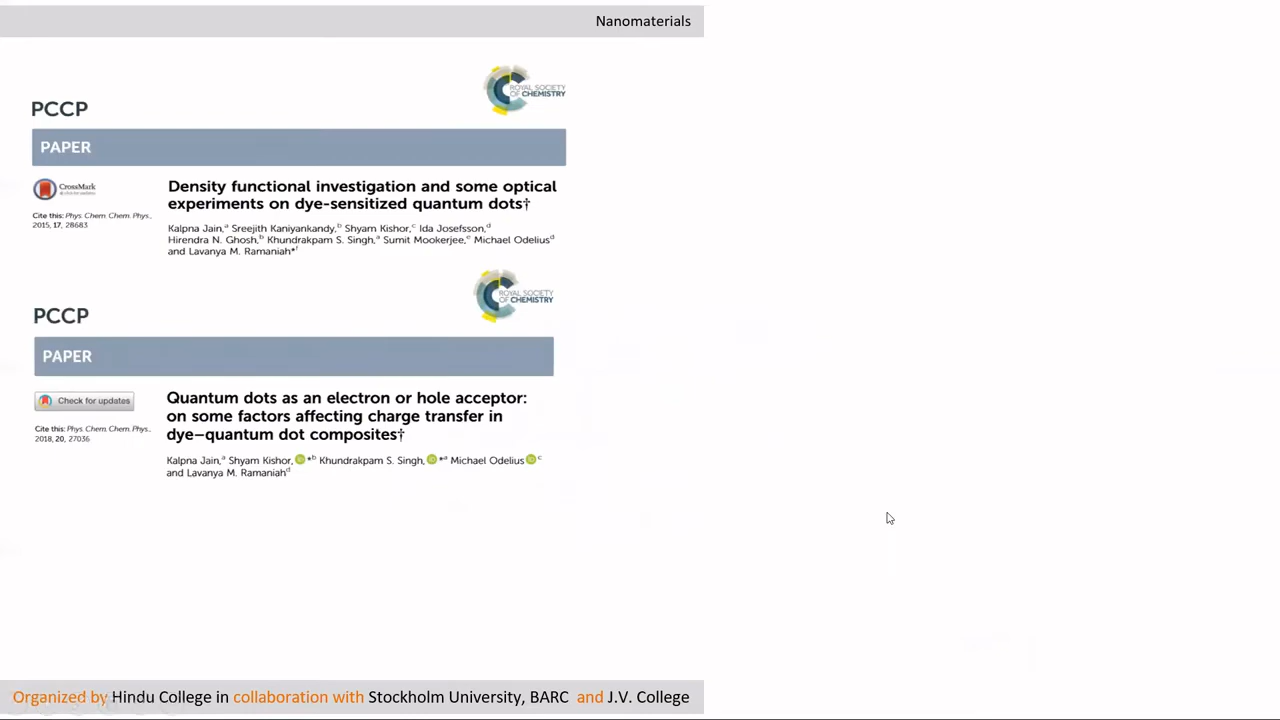 Nanomaterials
ROYAL SOCIETY
OF CHEMISTRY
PCCP
PAPER
CrossMark
Density functional investigation and some optical
experiments on dye-sensitized quantum dots†
Cite this: Phys. Chem. Chem. Phys.,
2015, 17, 28683
Kalpna Jain,a Sreejith Kaniyankandy,b Shyam Kishor,c Ida Josefsson,d
Hirendra N. Ghosh,b Khundrakpam S. Singh,a Sumit Mookerjee,e Michael Odeliusd
and Lavanya M. Ramaniah*f
ROYAL SOCIETY
OF CHEMISTRY
PCCP
PAPER
Check for updates
Quantum dots as an electron or hole acceptor:
on some factors affecting charge transfer in
dye–quantum dot composites†
Cite this: Phys. Chem. Chem. Phys.,
2018, 20, 27036
Kalpna Jain,a Shyam Kishor, iD *b Khundrakpam S. Singh, iD *a Michael Odelius iD c
and Lavanya M. Ramaniahd
Organized by Hindu College in collaboration with Stockholm University, BARC and J.V. College